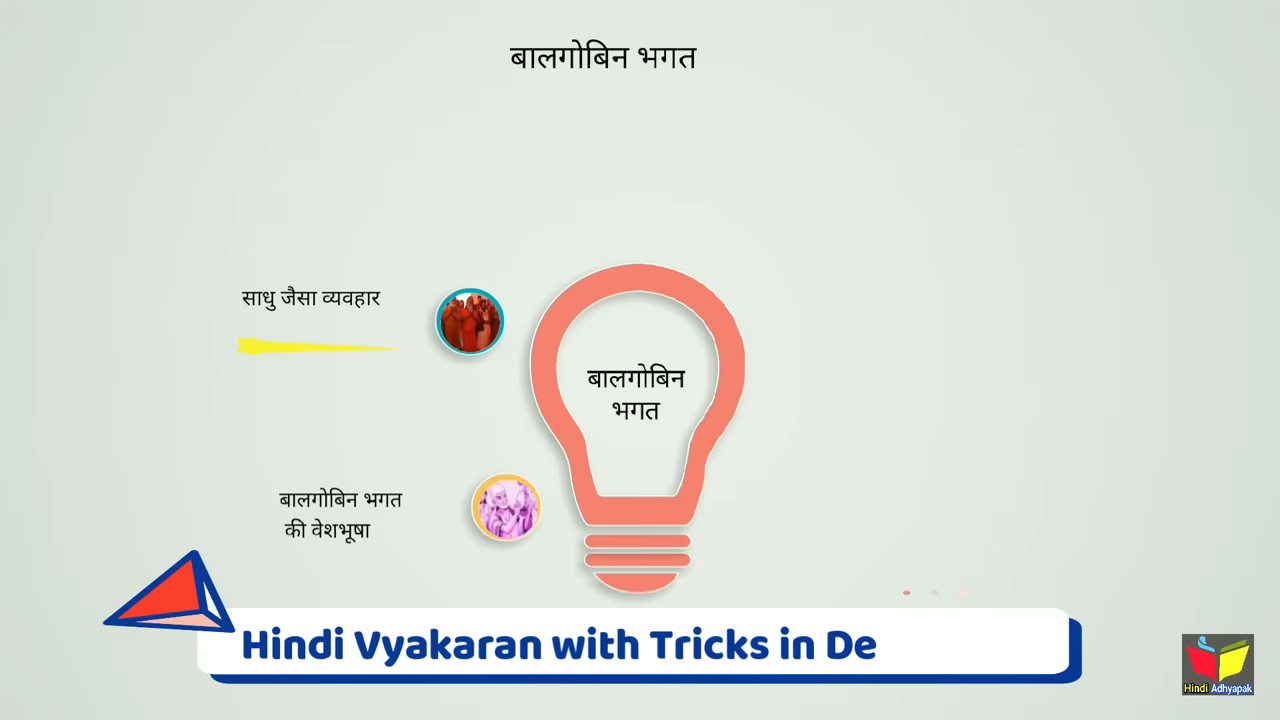 बालगोबिन भगत
साधु जैसा व्यवहार
बालगोबिन
भगत
बालगोबिन भगत
की वेशभूषा
Hindi Vyakaran with Tricks in De
Hindi Adhyapak